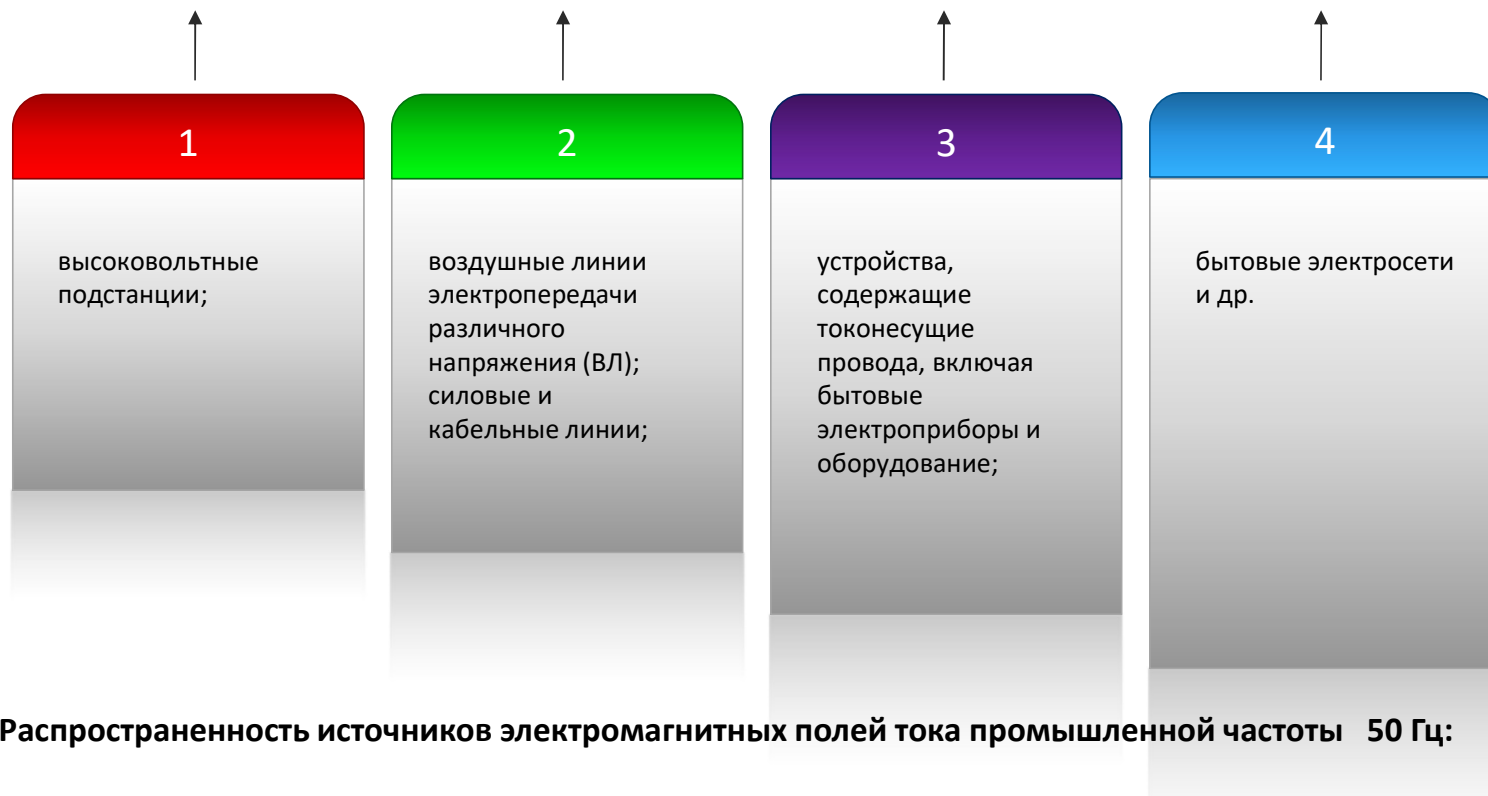 1
высоковольтные
подстанции;
2
воздушные линии
электропередачи
различного
напряжения (ВЛ);
силовые и
кабельные линии;
3
устройства,
содержащие
токонесущие
провода, включая
бытовые
электроприборы и
оборудование;
4
бытовые электросети
и др.
Распространенность источников электромагнитных полей тока промышленной частоты 50 Гц: